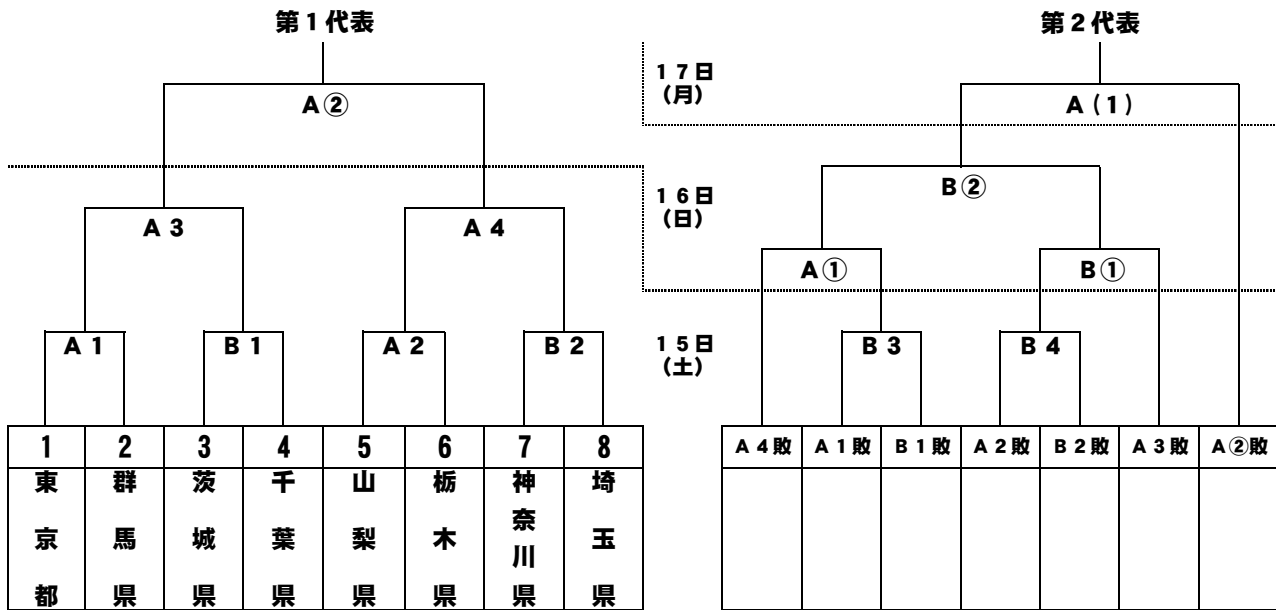 第１代表
第２代表
１７日
（月）
A②
A（１）
１６日
（日）
B②
A３
A４
A①
B①
１５日
（土）
A１
B１
A２
B２
B３
B４
1 2 3 4 5 6 7 8
A４敗 A１敗 B１敗 A２敗 B２敗 A３敗 A②敗
東京都
群馬県
茨城県
千葉県
山梨県
栃木県
神奈川県
埼玉県